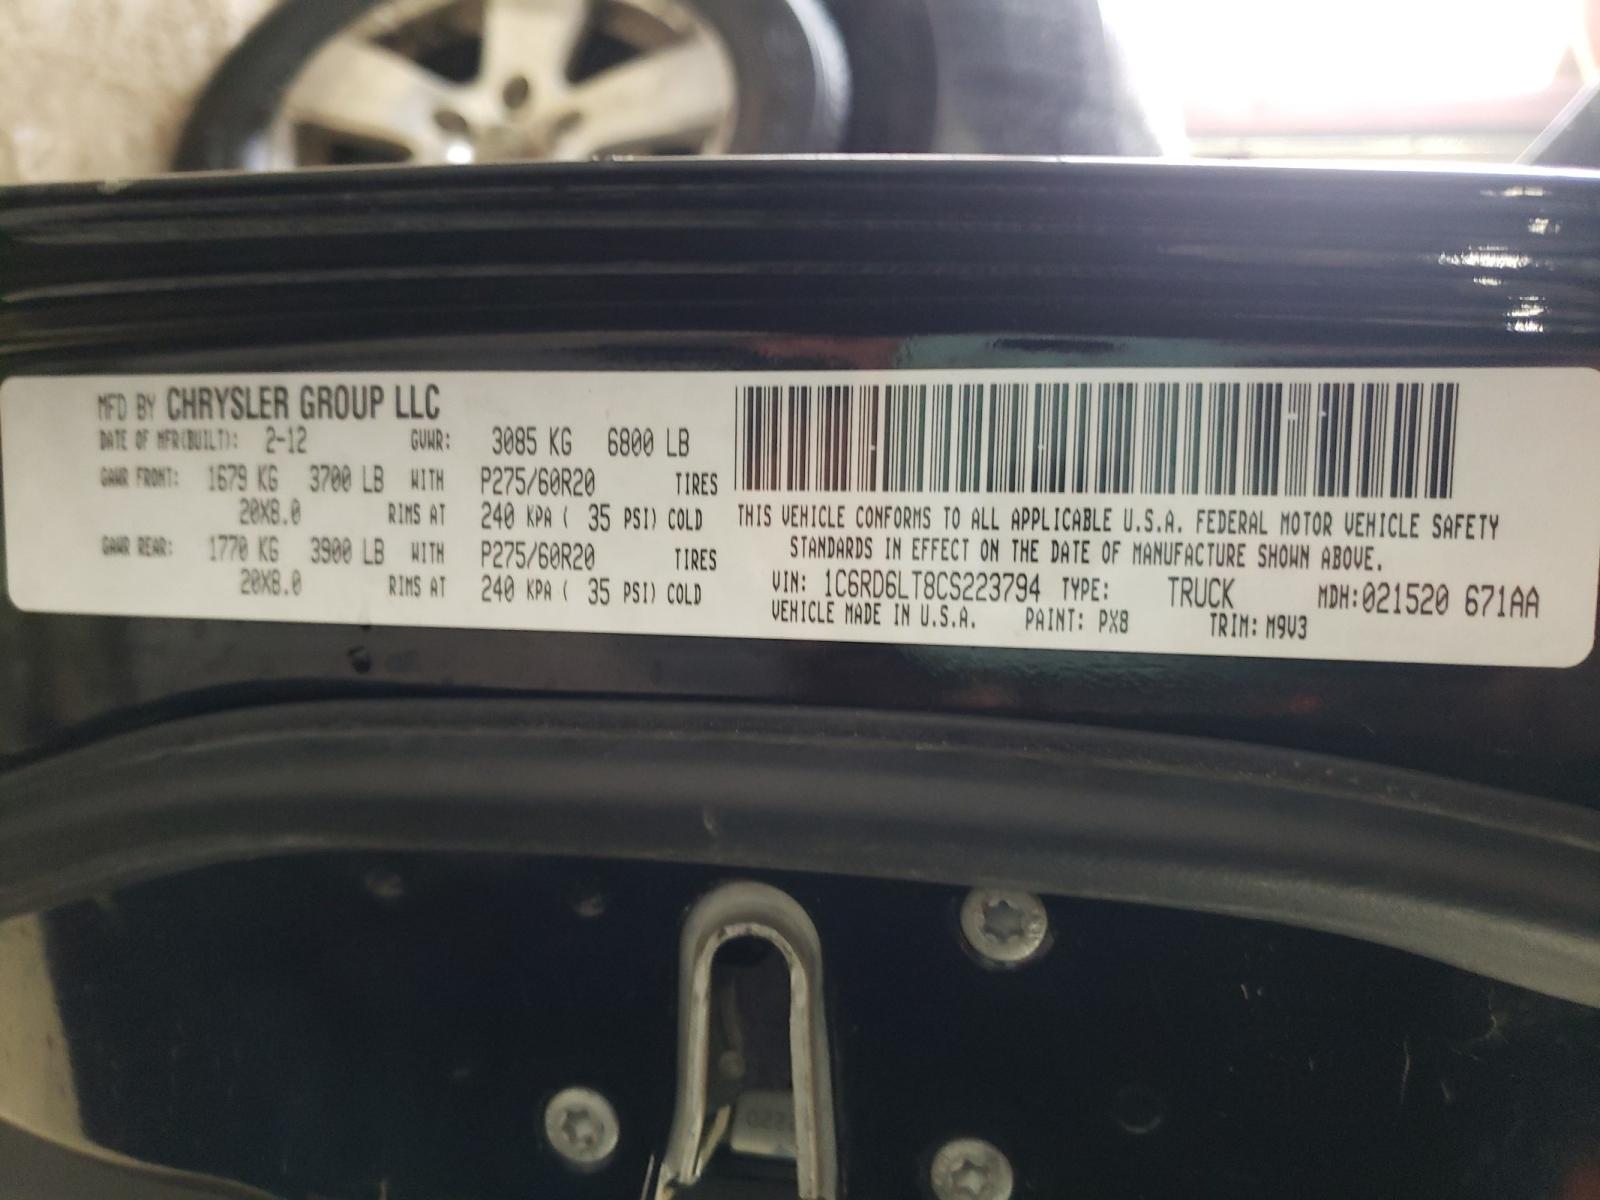 MFD BY CHRYSLER GROUP LLC
DATE OF MFR(BUILT): 2-12 GVWR: 3085 KG 6800 LB
GAWR FRONT: 1679 KG 3700 LB WITH P275/60R20 TIRES
20X8.0 RIMS AT 240 KPA ( 35 PSI) COLD
GAWR REAR: 1770 KG 3900 LB WITH P275/60R20 TIRES
20X8.0 RIMS AT 240 KPA ( 35 PSI) COLD
THIS VEHICLE CONFORMS TO ALL APPLICABLE U.S.A. FEDERAL MOTOR VEHICLE SAFETY
STANDARDS IN EFFECT ON THE DATE OF MANUFACTURE SHOWN ABOVE.
VIN: 1C6RD6LT8CS223794 TYPE: TRUCK MDH:021520 671AA
VEHICLE MADE IN U.S.A. PAINT: PX8 TRIM: M9V3